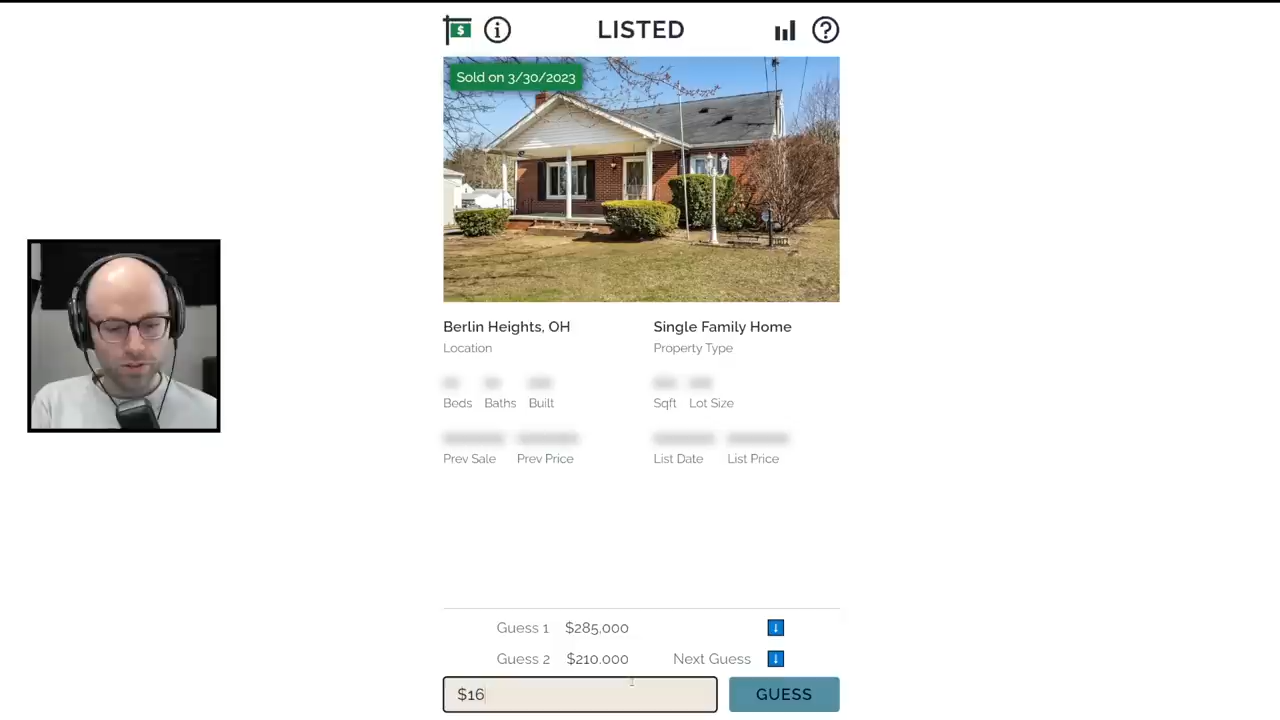 LISTED
Sold on 3/30/2023
Berlin Heights, OH
Single Family Home
Location
Property Type
Beds Baths Built
Sqft Lot Size
Prev Sale Prev Price
List Date List Price
Guess 1 $285,000
Guess 2 $210,000 Next Guess
$16
GUESS